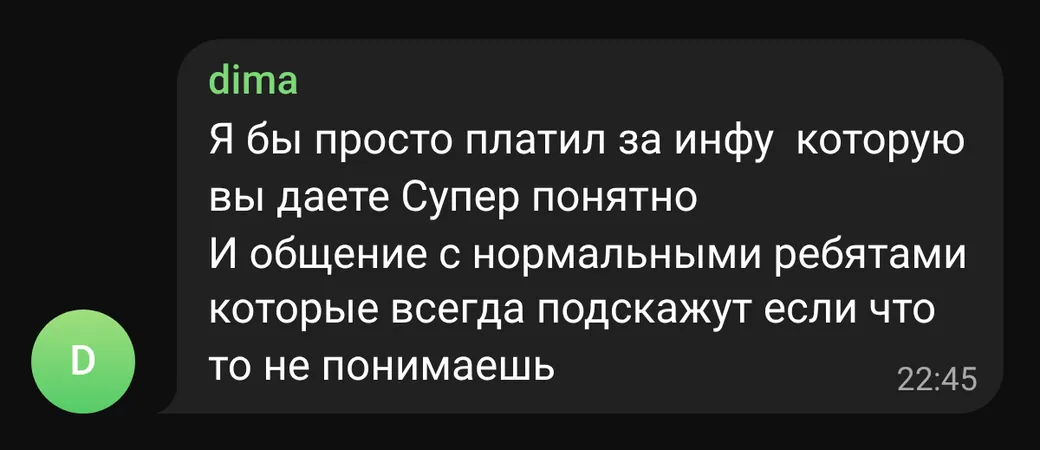 dima
Я бы просто платил за инфу  которую
вы даете Супер понятно
И общение с нормальными ребятами
которые всегда подскажут если что
то не понимаешь
22:45
D